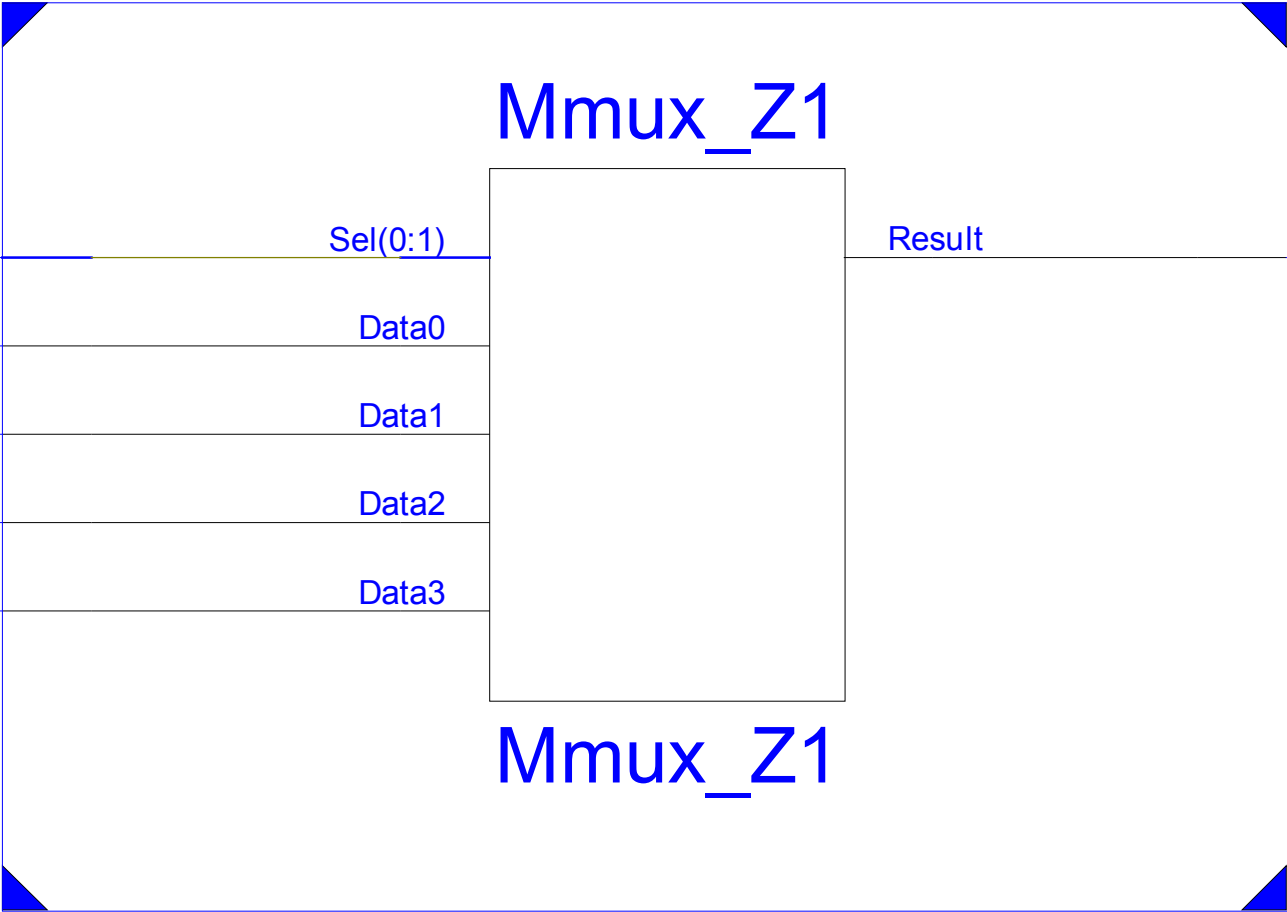 Mmux_Z1
Sel(0:1)
Result
Data0
Data1
Data2
Data3
Mmux_Z1